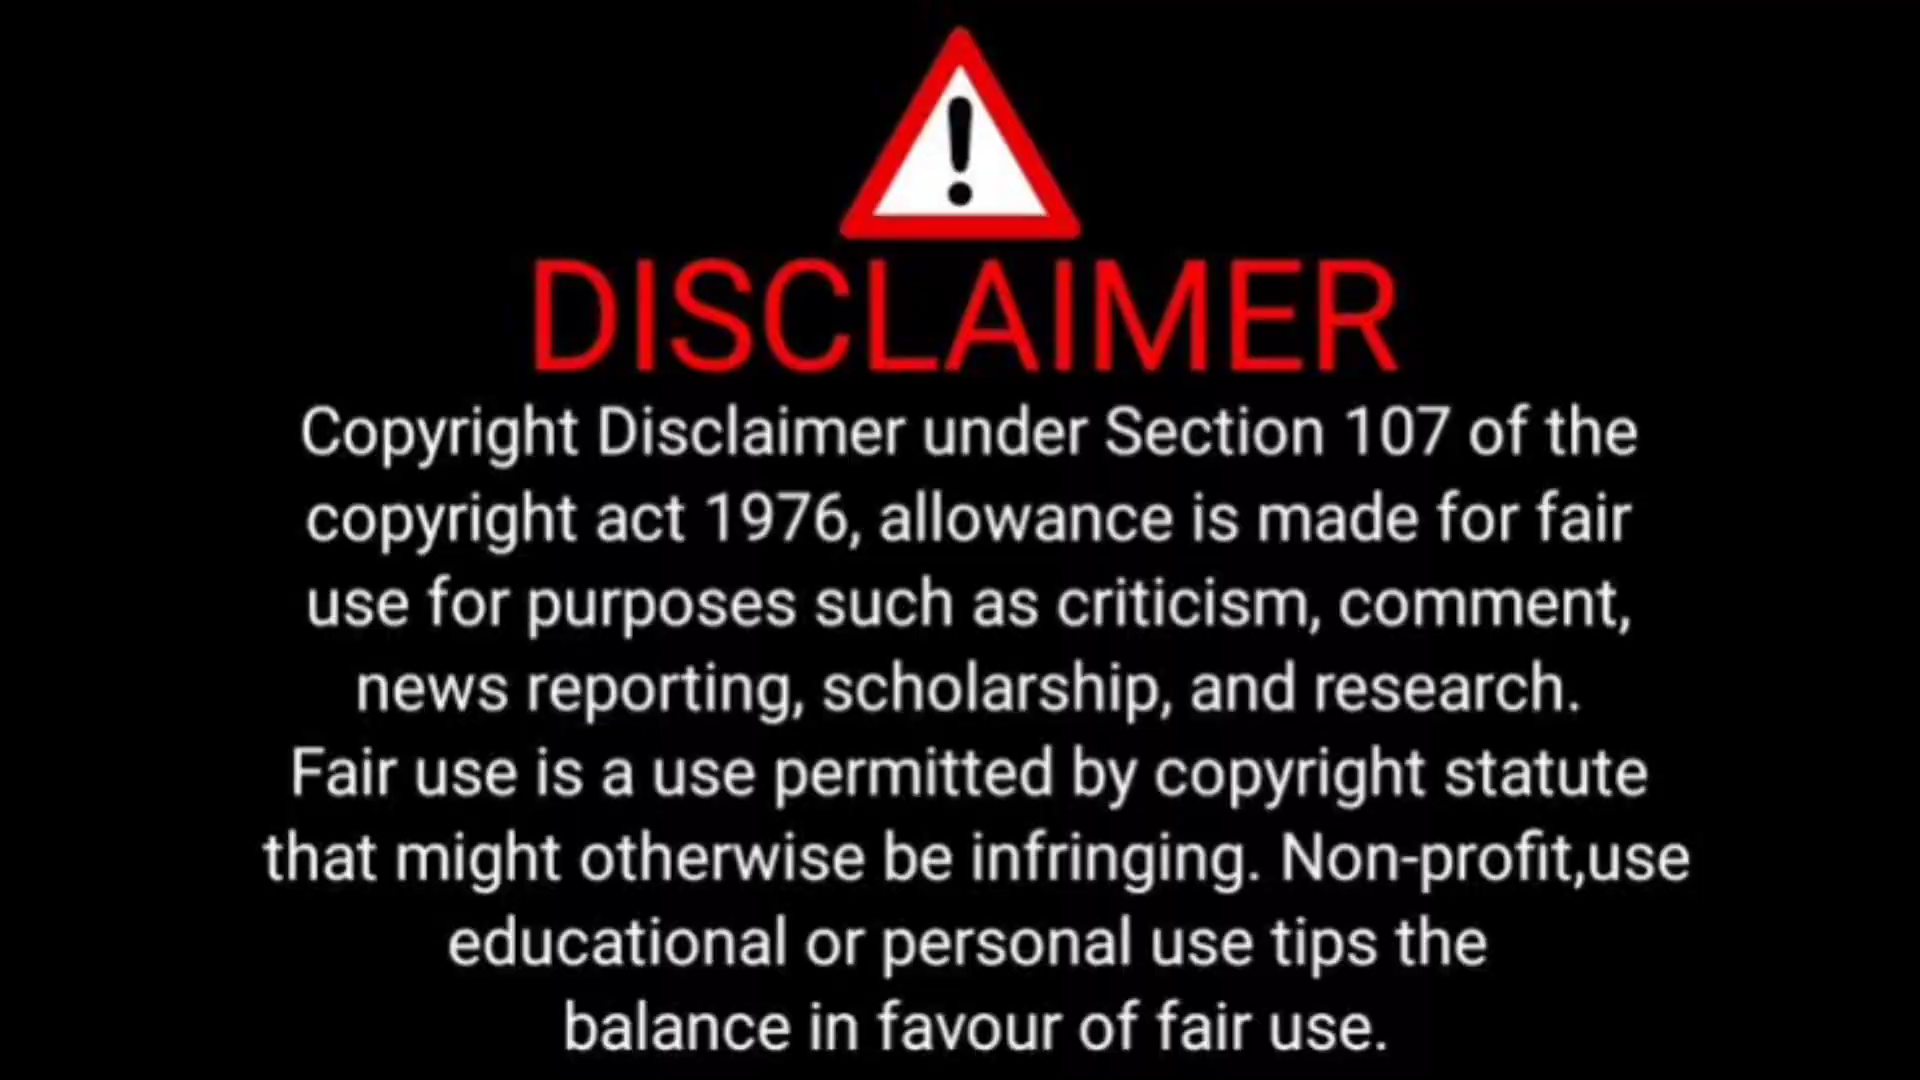 DISCLAIMER
Copyright Disclaimer under Section 107 of the
copyright act 1976, allowance is made for fair
use for purposes such as criticism, comment,
news reporting, scholarship, and research.
Fair use is a use permitted by copyright statute
that might otherwise be infringing. Non-profit,use
educational or personal use tips the
balance in favour of fair use.